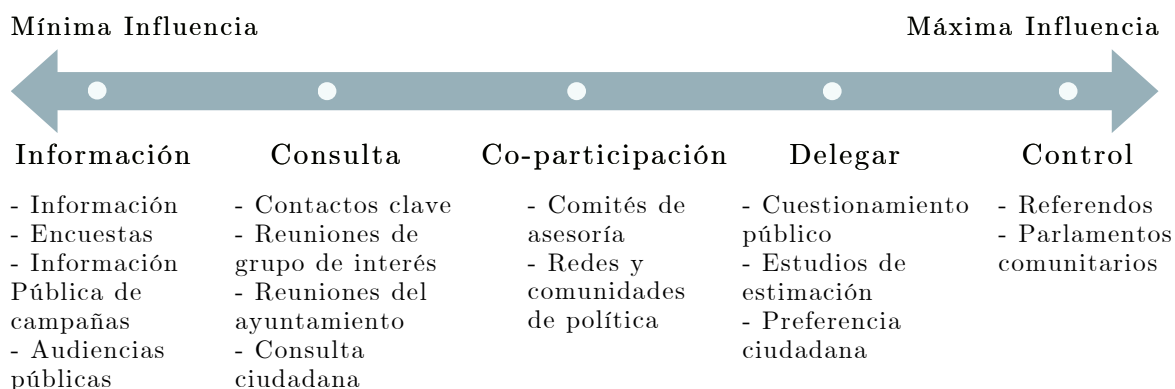 Mínima Influencia
Máxima Influencia
Información
- Información
- Encuestas
- Información
Pública de
campañas
- Audiencias
públicas
Consulta
- Contactos clave
- Reuniones de
grupo de interés
- Reuniones del
ayuntamiento
- Consulta
ciudadana
Co-participación
- Comités de
asesoría
- Redes y
comunidades
de política
Delegar
- Cuestionamiento
público
- Estudios de
estimación
- Preferencia
ciudadana
Control
- Referendos
- Parlamentos
comunitarios